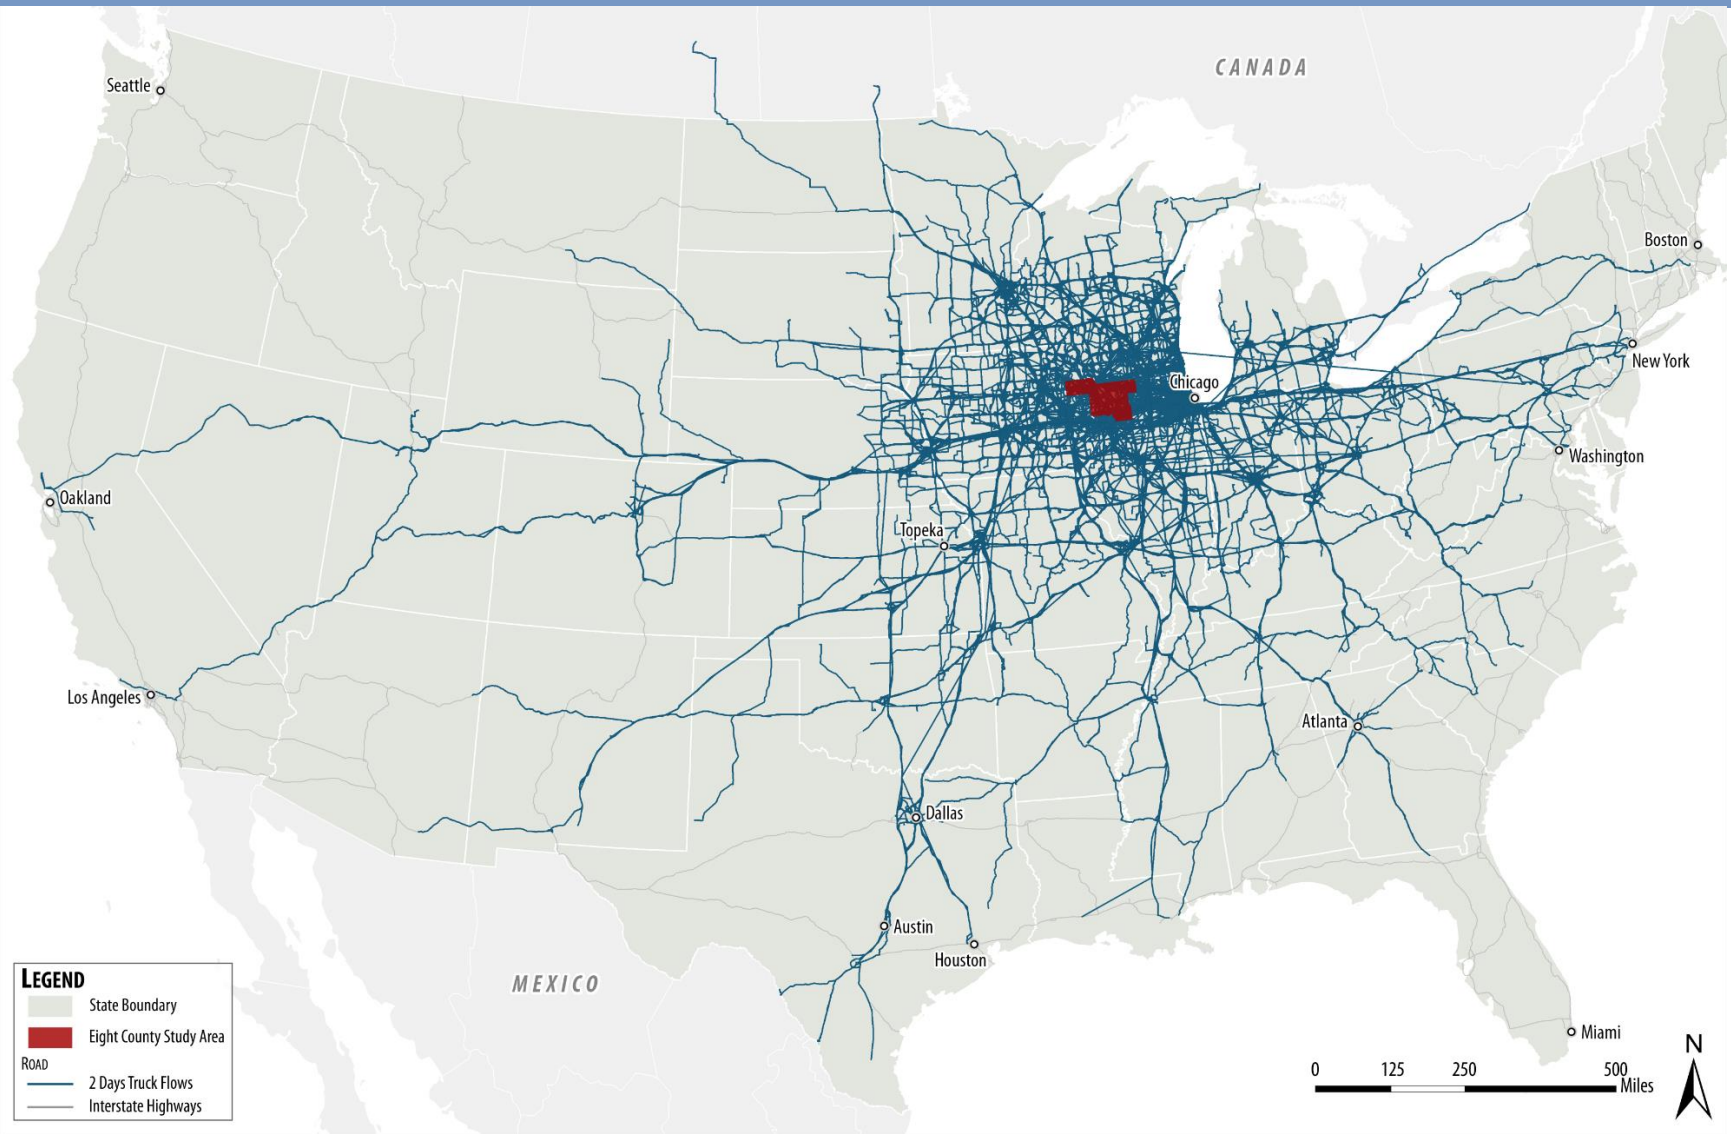 CANADA
Seattle
Boston
New York
Chicago
Washington
Oakland
Topeka
Los Angeles
Atlanta
Dallas
Austin
Houston
MEXICO
Miami
LEGEND
State Boundary
Eight County Study Area
ROAD
2 Days Truck Flows
Interstate Highways
N
0 125 250 500
Miles